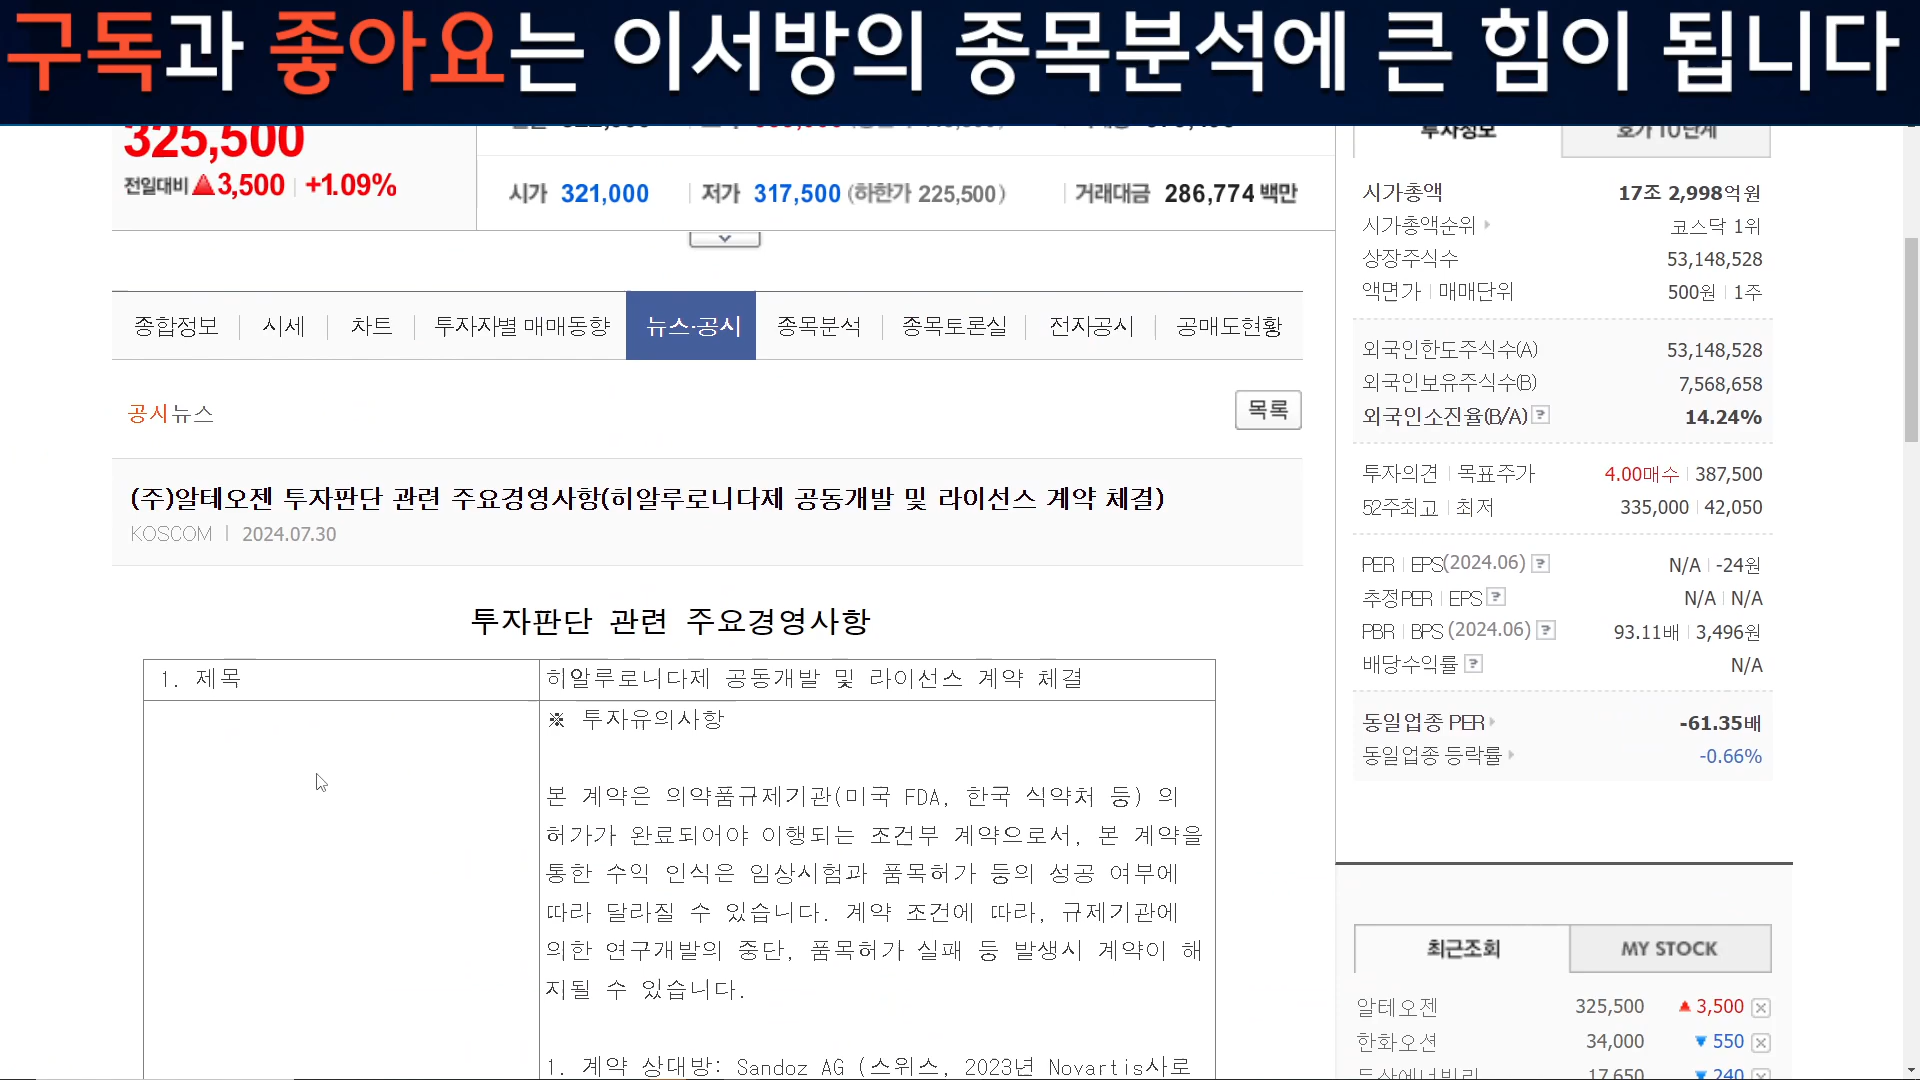 구독과 좋아요는 이서방의 종목분석에 큰 힘이 됩니다
325,500
전일대비 ▲3,500 +1.09%
시가 321,000 저가 317,500 (하한가 225,500) 거래대금 286,774 백만
종합정보 시세 차트 투자자별 매매동향 뉴스·공시 종목분석 종목토론실 전자공시 공매도현황
공시뉴스
목록
(주)알테오젠 투자판단 관련 주요경영사항(히알루로니다제 공동개발 및 라이선스 계약 체결)
KOSCOM 2024.07.30
투자판단 관련 주요경영사항
1. 제목 히알루로니다제 공동개발 및 라이선스 계약 체결
※ 투자유의사항
본 계약은 의약품규제기관(미국 FDA, 한국 식약처 등) 의
허가가 완료되어야 이행되는 조건부 계약으로서, 본 계약을
통한 수익 인식은 임상시험과 품목허가 등의 성공 여부에
따라 달라질 수 있습니다. 계약 조건에 따라, 규제기관에
의한 연구개발의 중단, 품목허가 실패 등 발생시 계약이 해
지될 수 있습니다.
1. 계약 상대방: Sandoz AG (스위스, 2023년 Novartis사로
투자정보 호가 10단계
시가총액 17조 2,998억원
시가총액순위 코스닥 1위
상장주식수 53,148,528
액면가 매매단위 500원 1주
외국인한도주식수(A) 53,148,528
외국인보유주식수(B) 7,568,658
외국인소진율(B/A) ? 14.24%
투자의견 목표주가 4.00매수 387,500
52주최고 최저 335,000 42,050
PER EPS(2024.06) ? N/A -24원
추정PER EPS ? N/A N/A
PBR BPS (2024.06) ? 93.11배 3,496원
배당수익률 ? N/A
동일업종 PER -61.35배
동일업종 등락률 -0.66%
최근조회 MY STOCK
알테오젠 325,500 ▲ 3,500
한화오션 34,000 ▼ 550
두산에너빌리 17,650 ▼ 240